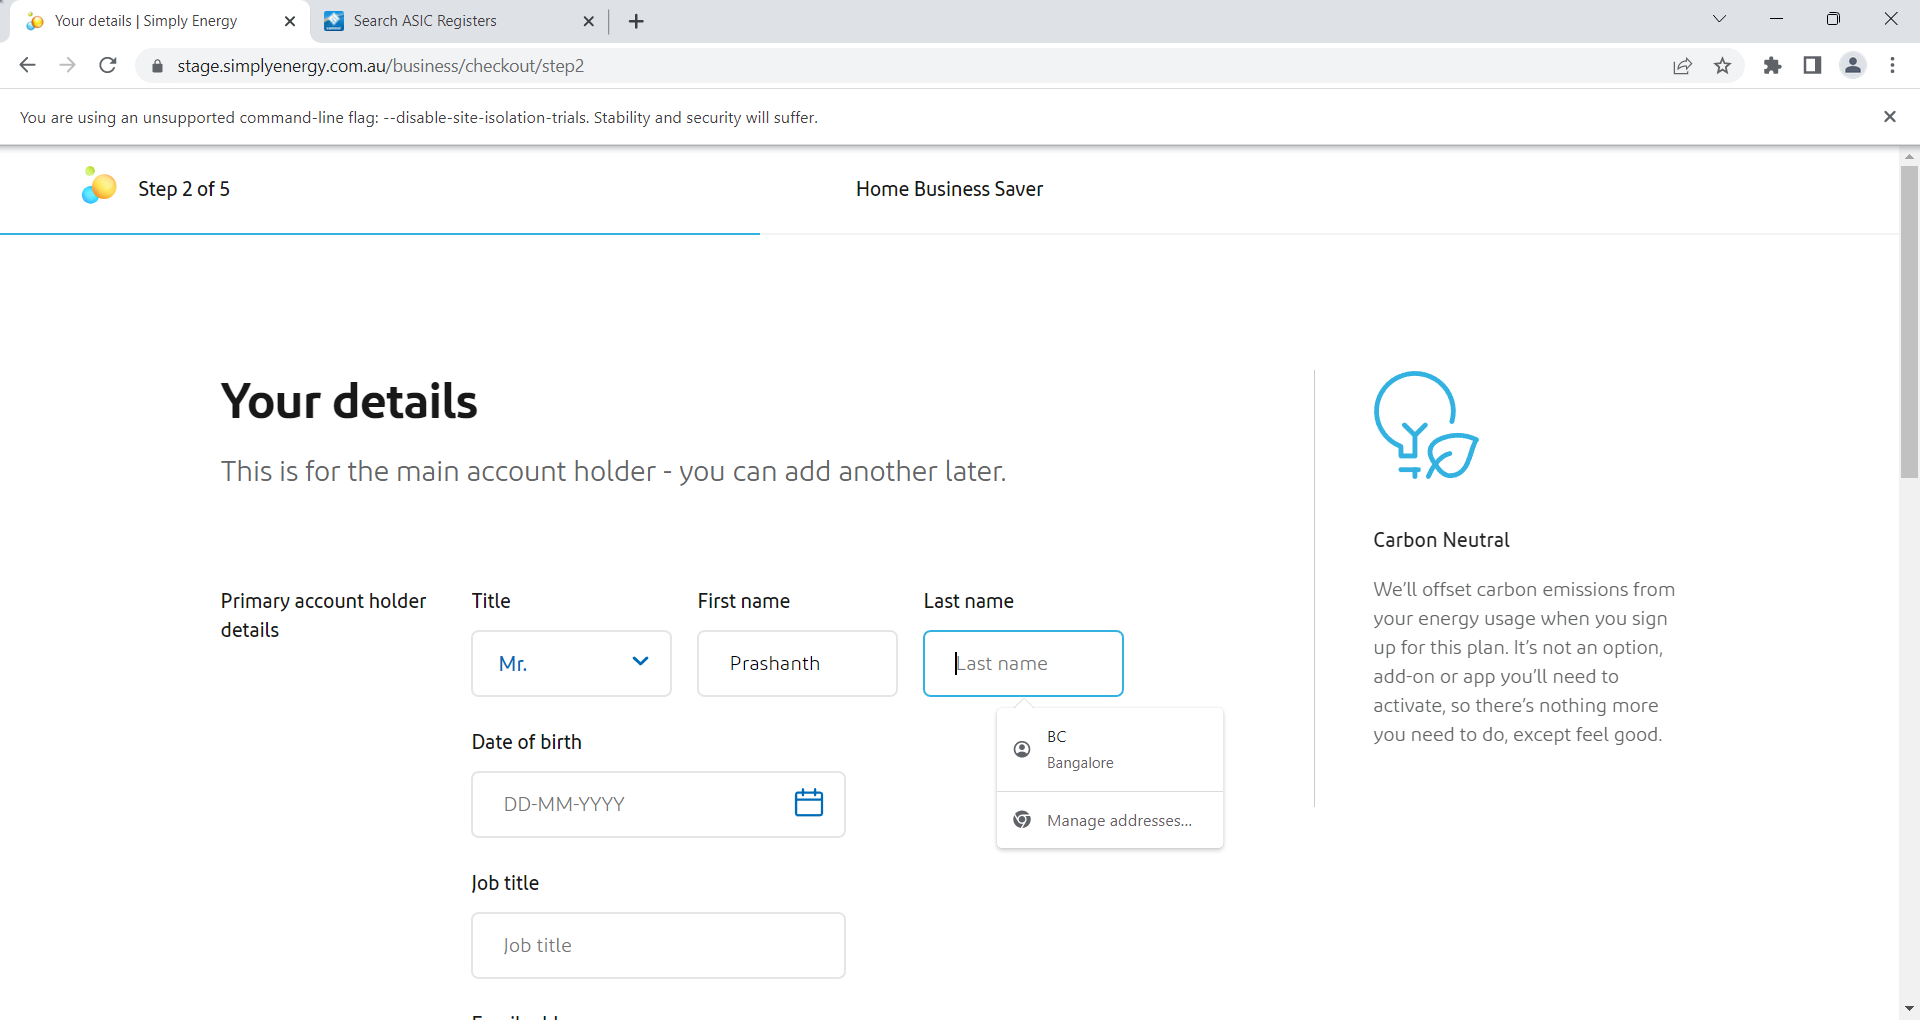 Your details | Simply Energy
Search ASIC Registers
stage.simplyenergy.com.au/business/checkout/step2
You are using an unsupported command-line flag: --disable-site-isolation-trials. Stability and security will suffer.
Step 2 of 5
Home Business Saver
Your details
This is for the main account holder - you can add another later.
Primary account holder
details
Title
First name
Last name
Mr.
Prashanth
Last name
BC
Bangalore
Manage addresses...
Date of birth
DD-MM-YYYY
Job title
Job title
Carbon Neutral
We'll offset carbon emissions from
your energy usage when you sign
up for this plan. It's not an option,
add-on or app you'll need to
activate, so there's nothing more
you need to do, except feel good.